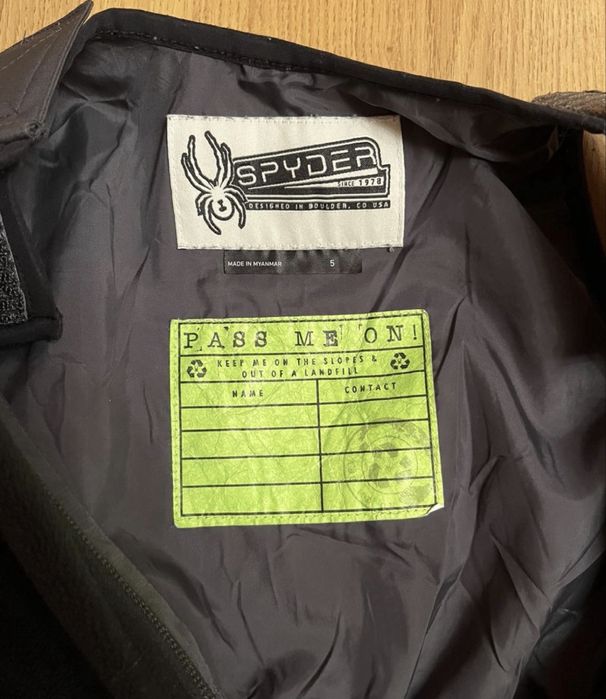 SPYDER
SINCE 1978
DESIGNED IN BOULDER, CO USA
MADE IN MYANMAR 5
PASS ME ON!
KEEP ME ON THE SLOPES &
OUT OF A LANDFILL
NAME CONTACT